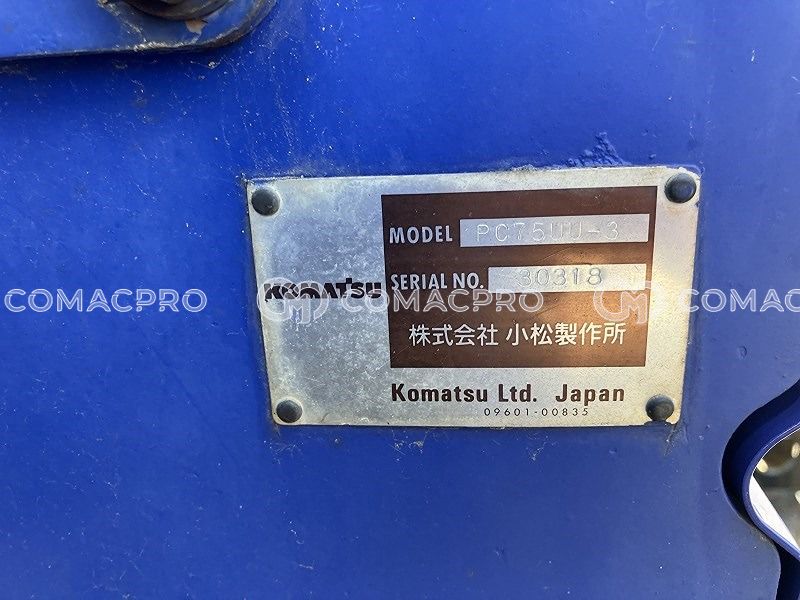 MODEL PC75UU-3
SERIAL NO. 30318
KOMATSU
株式会社 小松製作所
Komatsu Ltd. Japan
09601-00835
COMACPRO COMACPRO COMACPRO